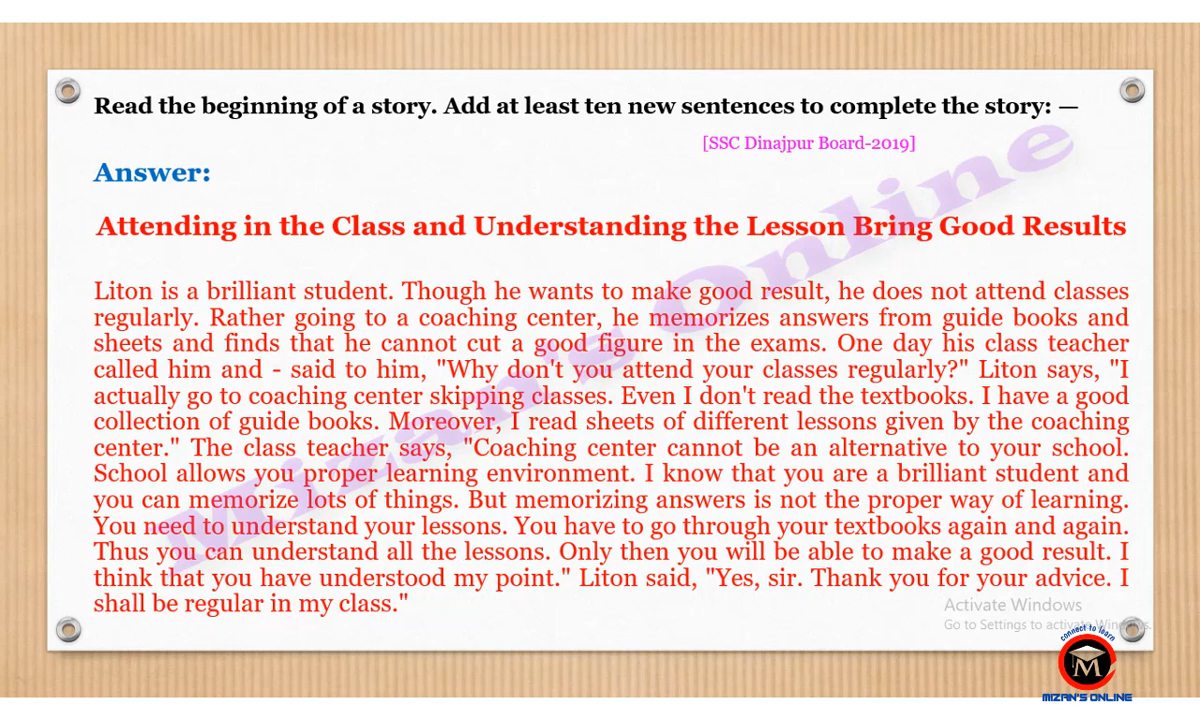 Read the beginning of a story. Add at least ten new sentences to complete the story: —
[SSC Dinajpur Board-2019]
Answer:
Attending in the Class and Understanding the Lesson Bring Good Results
Liton is a brilliant student. Though he wants to make good result, he does not attend classes
regularly. Rather going to a coaching center, he memorizes answers from guide books and
sheets and finds that he cannot cut a good figure in the exams. One day his class teacher
called him and - said to him, "Why don't you attend your classes regularly?" Liton says, "I
actually go to coaching center skipping classes. Even I don't read the textbooks. I have a good
collection of guide books. Moreover, I read sheets of different lessons given by the coaching
center." The class teacher says, "Coaching center cannot be an alternative to your school.
School allows you proper learning environment. I know that you are a brilliant student and
you can memorize lots of things. But memorizing answers is not the proper way of learning.
You need to understand your lessons. You have to go through your textbooks again and again.
Thus you can understand all the lessons. Only then you will be able to make a good result. I
think that you have understood my point." Liton said, "Yes, sir. Thank you for your advice. I
shall be regular in my class."
Mizan's Online
Activate Windows
Go to Settings to activate Windows.
connect to learn
M
MIZAN'S ONLINE